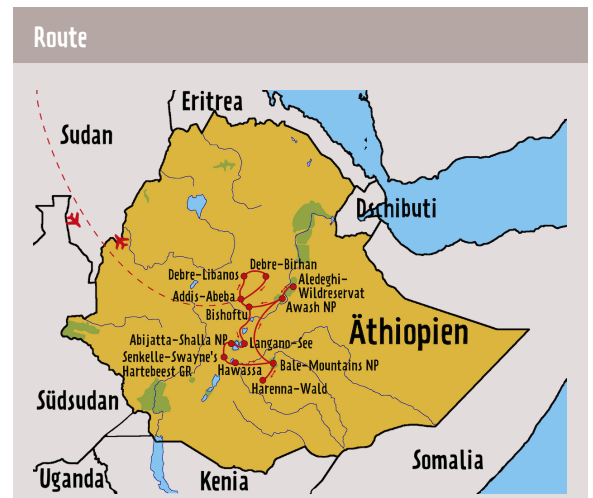 Route
Eritrea
Sudan
Dschibuti
Debre-Birhan
Debre-Libanos
Aledeghi-
Wildreservat
Addis-Abeba
Awash NP
Bishoftu
Äthiopien
Abijatta-Shalla NP
Langano-See
Senkelle-Swayne's
Hartebeest GR
Hawassa
Bale-Mountains NP
Harenna-Wald
Südsudan
Somalia
Uganda
Kenia